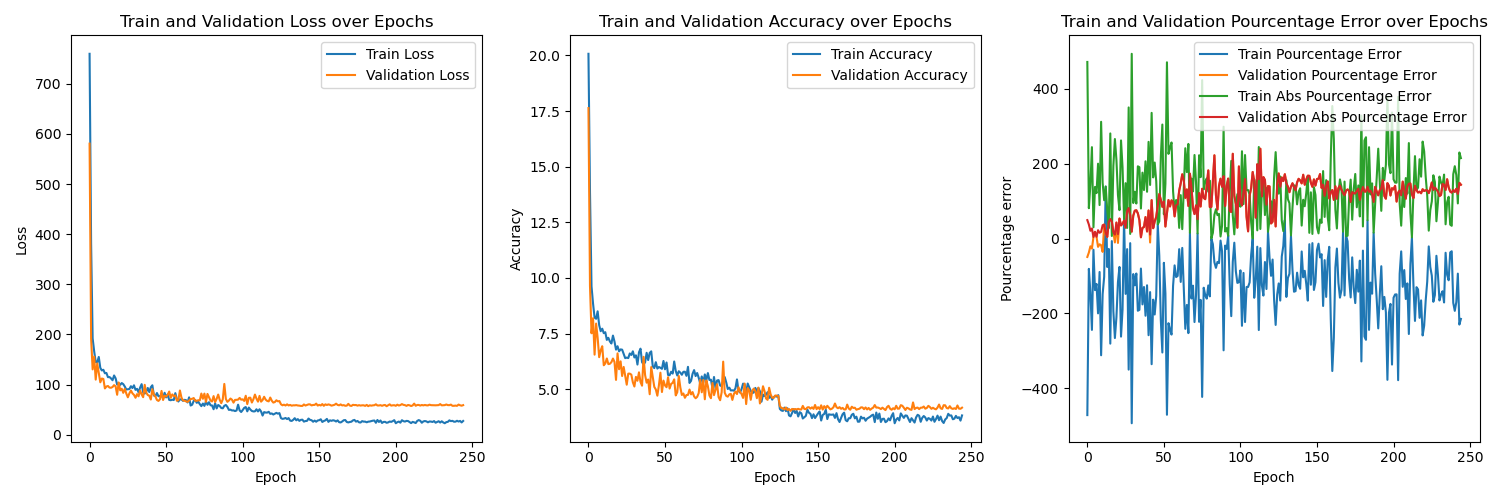 Train and Validation Loss over Epochs
Train Loss
Validation Loss
700
600
500
400
300
200
100
0
Loss
0 50 100 150 200 250
Epoch
Train and Validation Accuracy over Epochs
Train Accuracy
Validation Accuracy
20.0
17.5
15.0
12.5
10.0
7.5
5.0
Accuracy
0 50 100 150 200 250
Epoch
Train and Validation Pourcentage Error over Epochs
Train Pourcentage Error
Validation Pourcentage Error
Train Abs Pourcentage Error
Validation Abs Pourcentage Error
400
200
0
−200
−400
Pourcentage error
0 50 100 150 200 250
Epoch